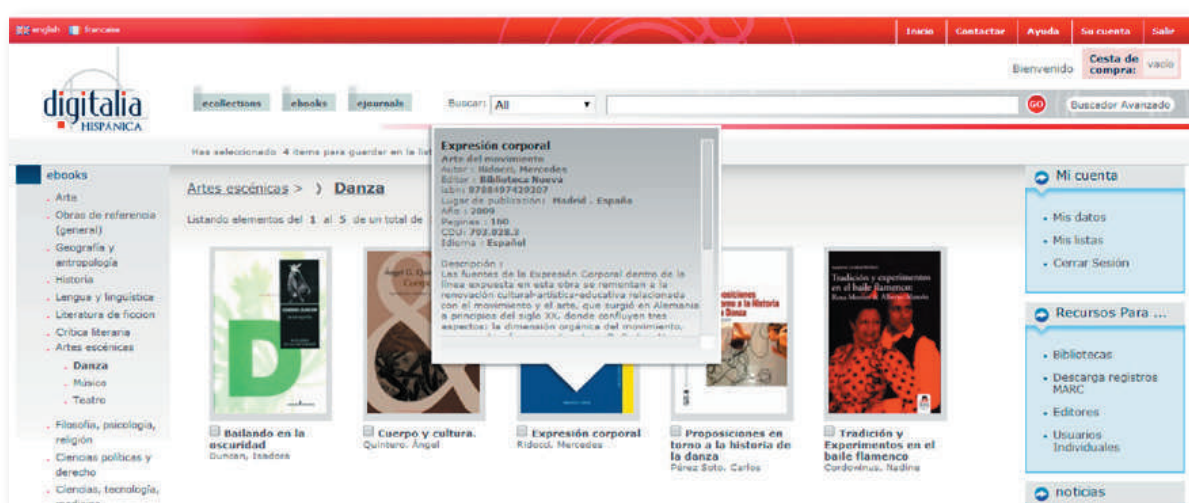 english francaise
Inicio Contactar Ayuda Su cuenta Salir
Bienvenido Cesta de compra: vacío
digitalia
HISPÁNICA
ecollections ebooks ejournals Buscar: All GO Buscador Avanzado
Has seleccionado 4 items para guardar en la
ebooks
. Arte
. Obras de referencia
(general)
. Geografía y
antropología
. Historia
. Lengua y linguistica
. Literatura de ficcion
. Crítica literaria
. Artes escénicas
. Danza
. Música
. Teatro
. Filosofía, psicología,
religión
. Ciencias políticas y
derecho
. Ciencias, tecnología,
Artes escénicas > ) Danza
Listando elementos del 1 al 5 de un total de
Expresión corporal
Arte del movimiento
Autor : Ridocci, Mercedes
Editor : Biblioteca Nueva
isbn: 9788497429207
Lugar de publicación: Madrid . España
Año : 2009
Paginas : 160
CDU: 793.028.3
Idioma : Español
Descripción :
Las fuentes de la Expresión Corporal dentro de la
línea expuesta en esta obra se remontan a la
renovación cultural-artística-educativa relacionada
con el movimiento y el arte, que surgió en Alemania
a principios del siglo XX, donde confluyen tres
aspectos: la dimensión orgánica del movimiento,
D
&
Tradición y experimentos
en el baile flamenco:
Rosa Montes & Alberto Alarcón
Bailando en la
oscuridad
Duncan, Isadora
Cuerpo y cultura.
Quintero, Ángel
Expresión corporal
Ridocci, Mercedes
Proposiciones en
torno a la historia de
la danza
Pérez Soto, Carlos
Tradición y
Experimentos en el
baile flamenco
Cordowinus, Nadine
Mi cuenta
Mis datos
Mis listas
Cerrar Sesión
Recursos Para ...
Bibliotecas
Descarga registros
MARC
Editores
Usuarios
Individuales
noticias